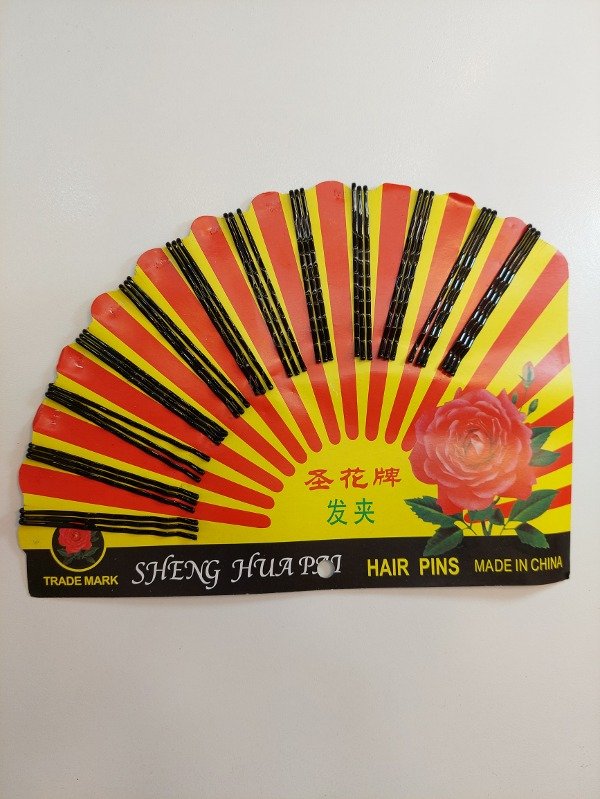 圣花牌
发夹
TRADE MARK
SHENG HUA PAI
HAIR PINS
MADE IN CHINA